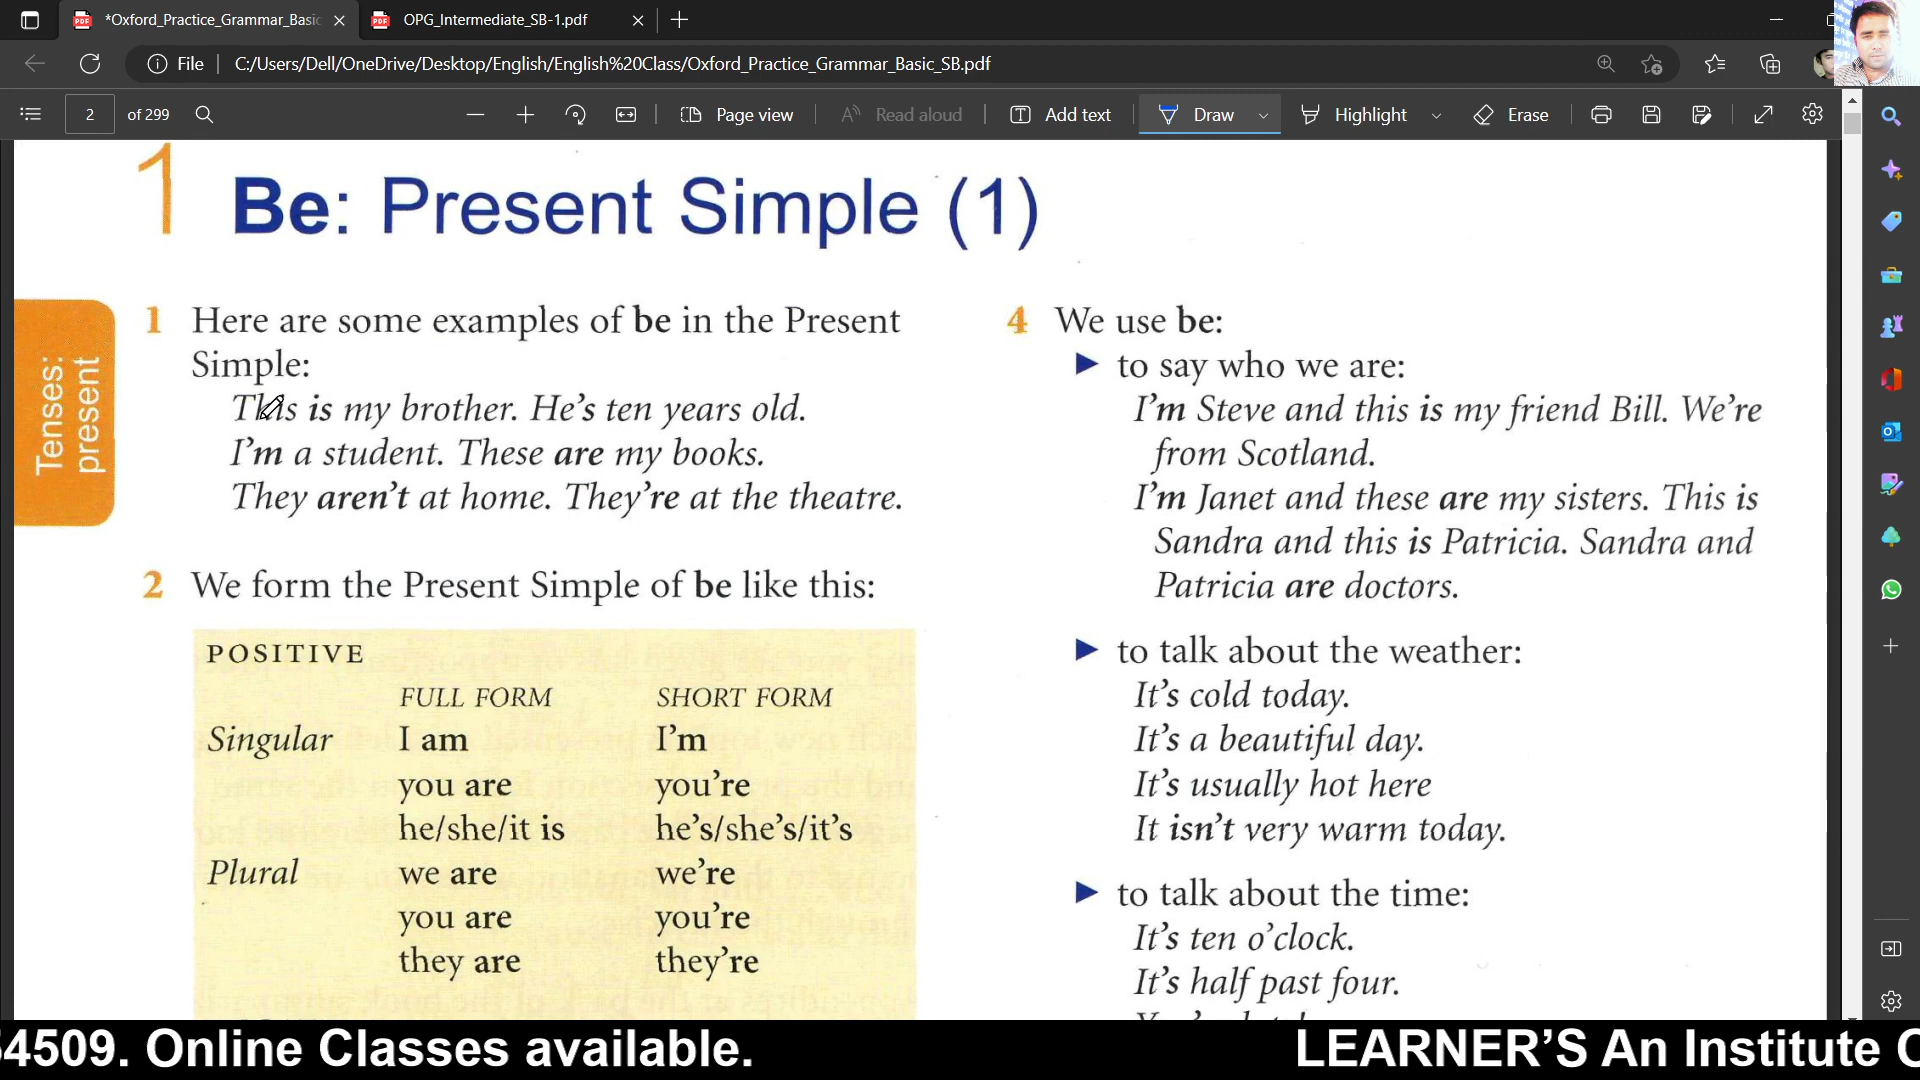 *Oxford_Practice_Grammar_Basic
OPG_Intermediate_SB-1.pdf
File
C:/Users/Dell/OneDrive/Desktop/English/English%20Class/Oxford_Practice_Grammar_Basic_SB.pdf
2 of 299
Page view
Read aloud
Add text
Draw
Highlight
Erase
1 Be: Present Simple (1)
Tenses:
present
1 Here are some examples of be in the Present
Simple:
This is my brother. He's ten years old.
I'm a student. These are my books.
They aren't at home. They're at the theatre.
2 We form the Present Simple of be like this:
POSITIVE
FULL FORM SHORT FORM
Singular I am I'm
you are you're
he/she/it is he's/she's/it's
Plural we are we're
you are you're
they are they're
4 We use be:
► to say who we are:
I'm Steve and this is my friend Bill. We're
from Scotland.
I'm Janet and these are my sisters. This is
Sandra and this is Patricia. Sandra and
Patricia are doctors.
► to talk about the weather:
It's cold today.
It's a beautiful day.
It's usually hot here
It isn't very warm today.
► to talk about the time:
It's ten o'clock.
It's half past four.
54509. Online Classes available.
LEARNER'S An Institute